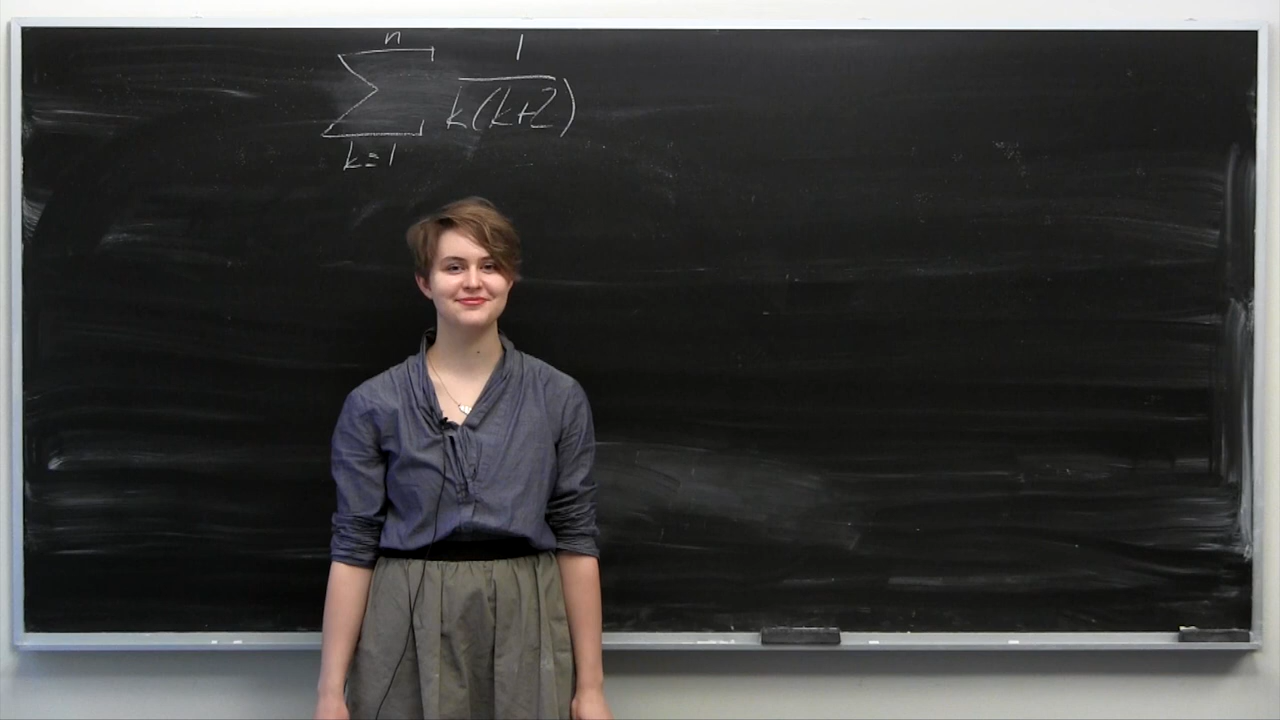 n 1
∑ k(k+2)
k=1